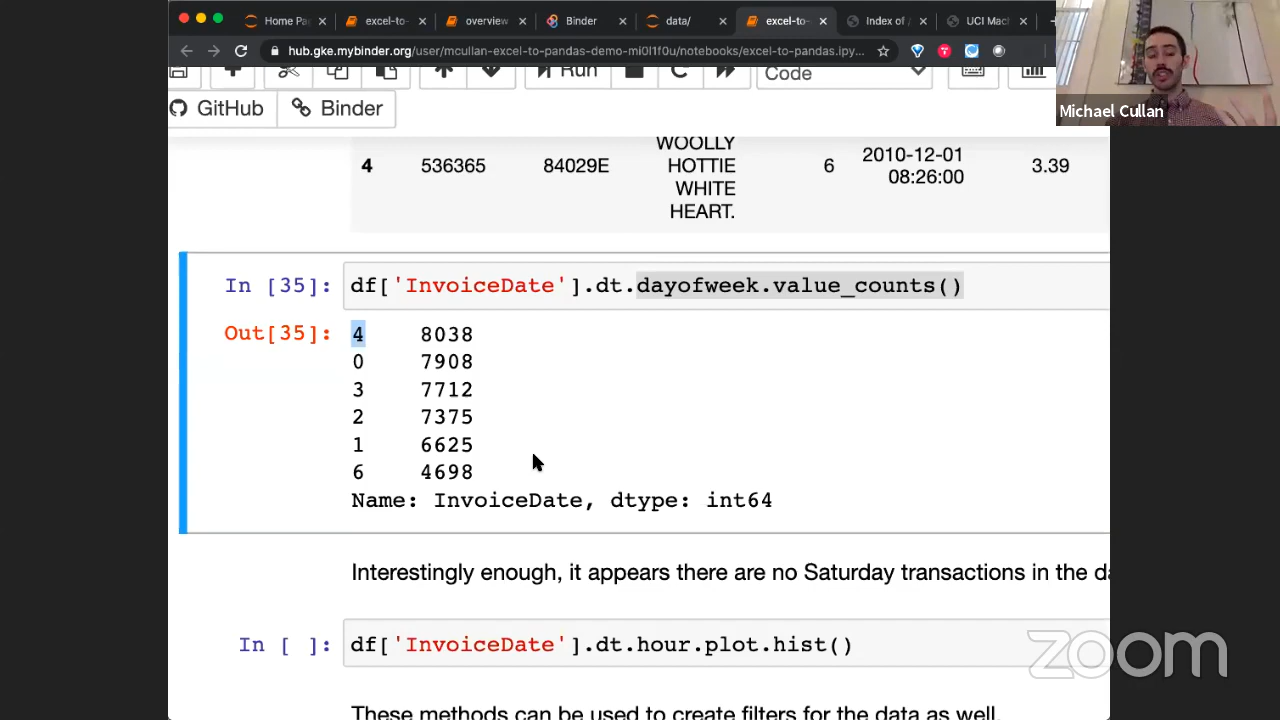 Home Pa
excel-to-
overview
Binder
data/
excel-to-
Index of
UCI Mac
hub.gke.mybinder.org/user/mcullan-excel-to-pandas-demo-mi0l1f0u/notebooks/excel-to-pandas.ipy...
Run
Code
GitHub
Binder
Michael Cullan
WOOLLY
HOTTIE
WHITE
HEART.
4 536365 84029E 6 2010-12-01 08:26:00 3.39
In [35]: df['InvoiceDate'].dt.dayofweek.value_counts()
Out[35]: 4 8038
0 7908
3 7712
2 7375
1 6625
6 4698
Name: InvoiceDate, dtype: int64
Interestingly enough, it appears there are no Saturday transactions in the da
In [ ]: df['InvoiceDate'].dt.hour.plot.hist()
These methods can be used to create filters for the data as well.
zoom